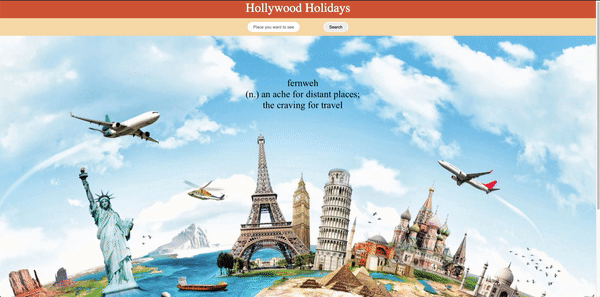 Hollywood Holidays
Place you want to see
Search
fernweh
(n.) an ache for distant places;
the craving for travel